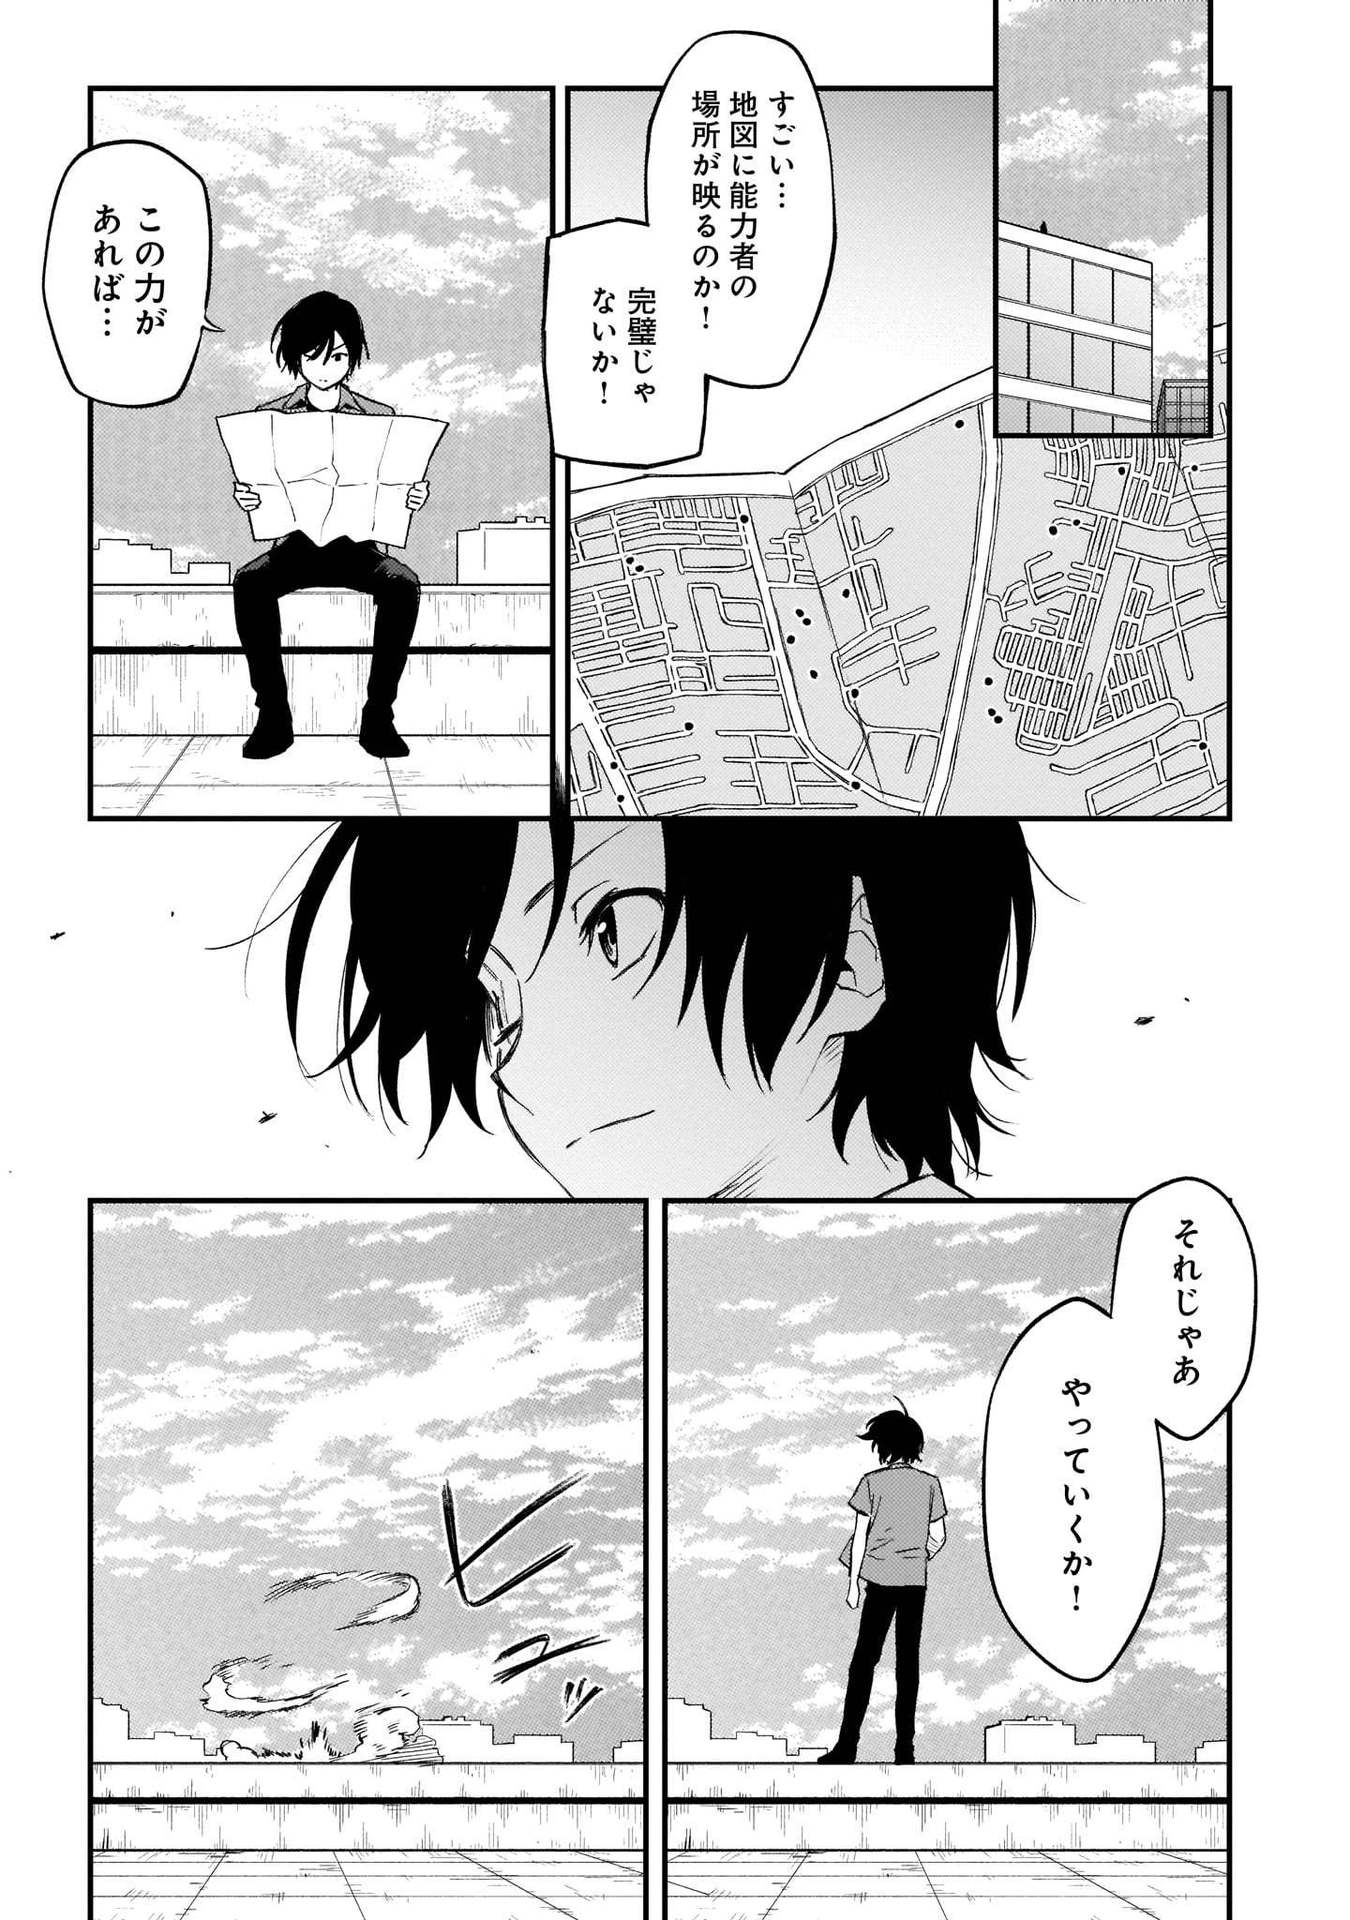 すごい…
地図に能力者の
場所が映るのか！
完璧じゃ
ないか！
この力が
あれば…
それじゃあ
やっていくか！
ヒュッ